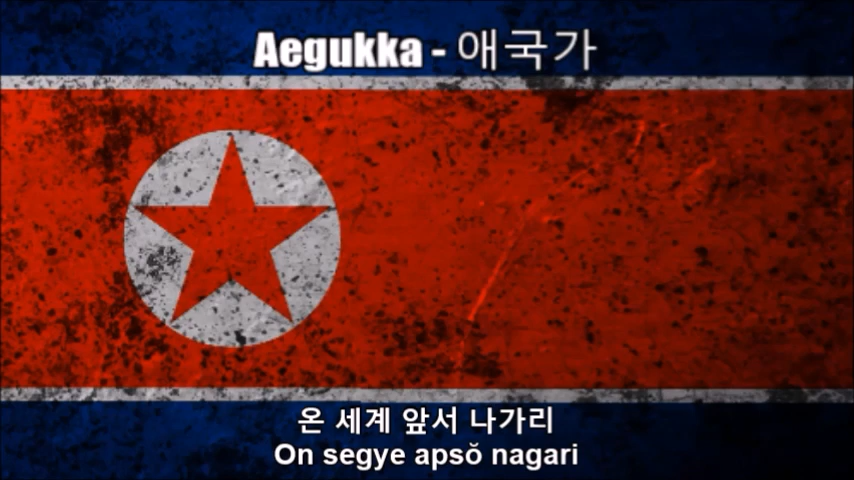 Aegukka - 애국가
온 세계 앞서 나가리
On segye apsŏ nagari